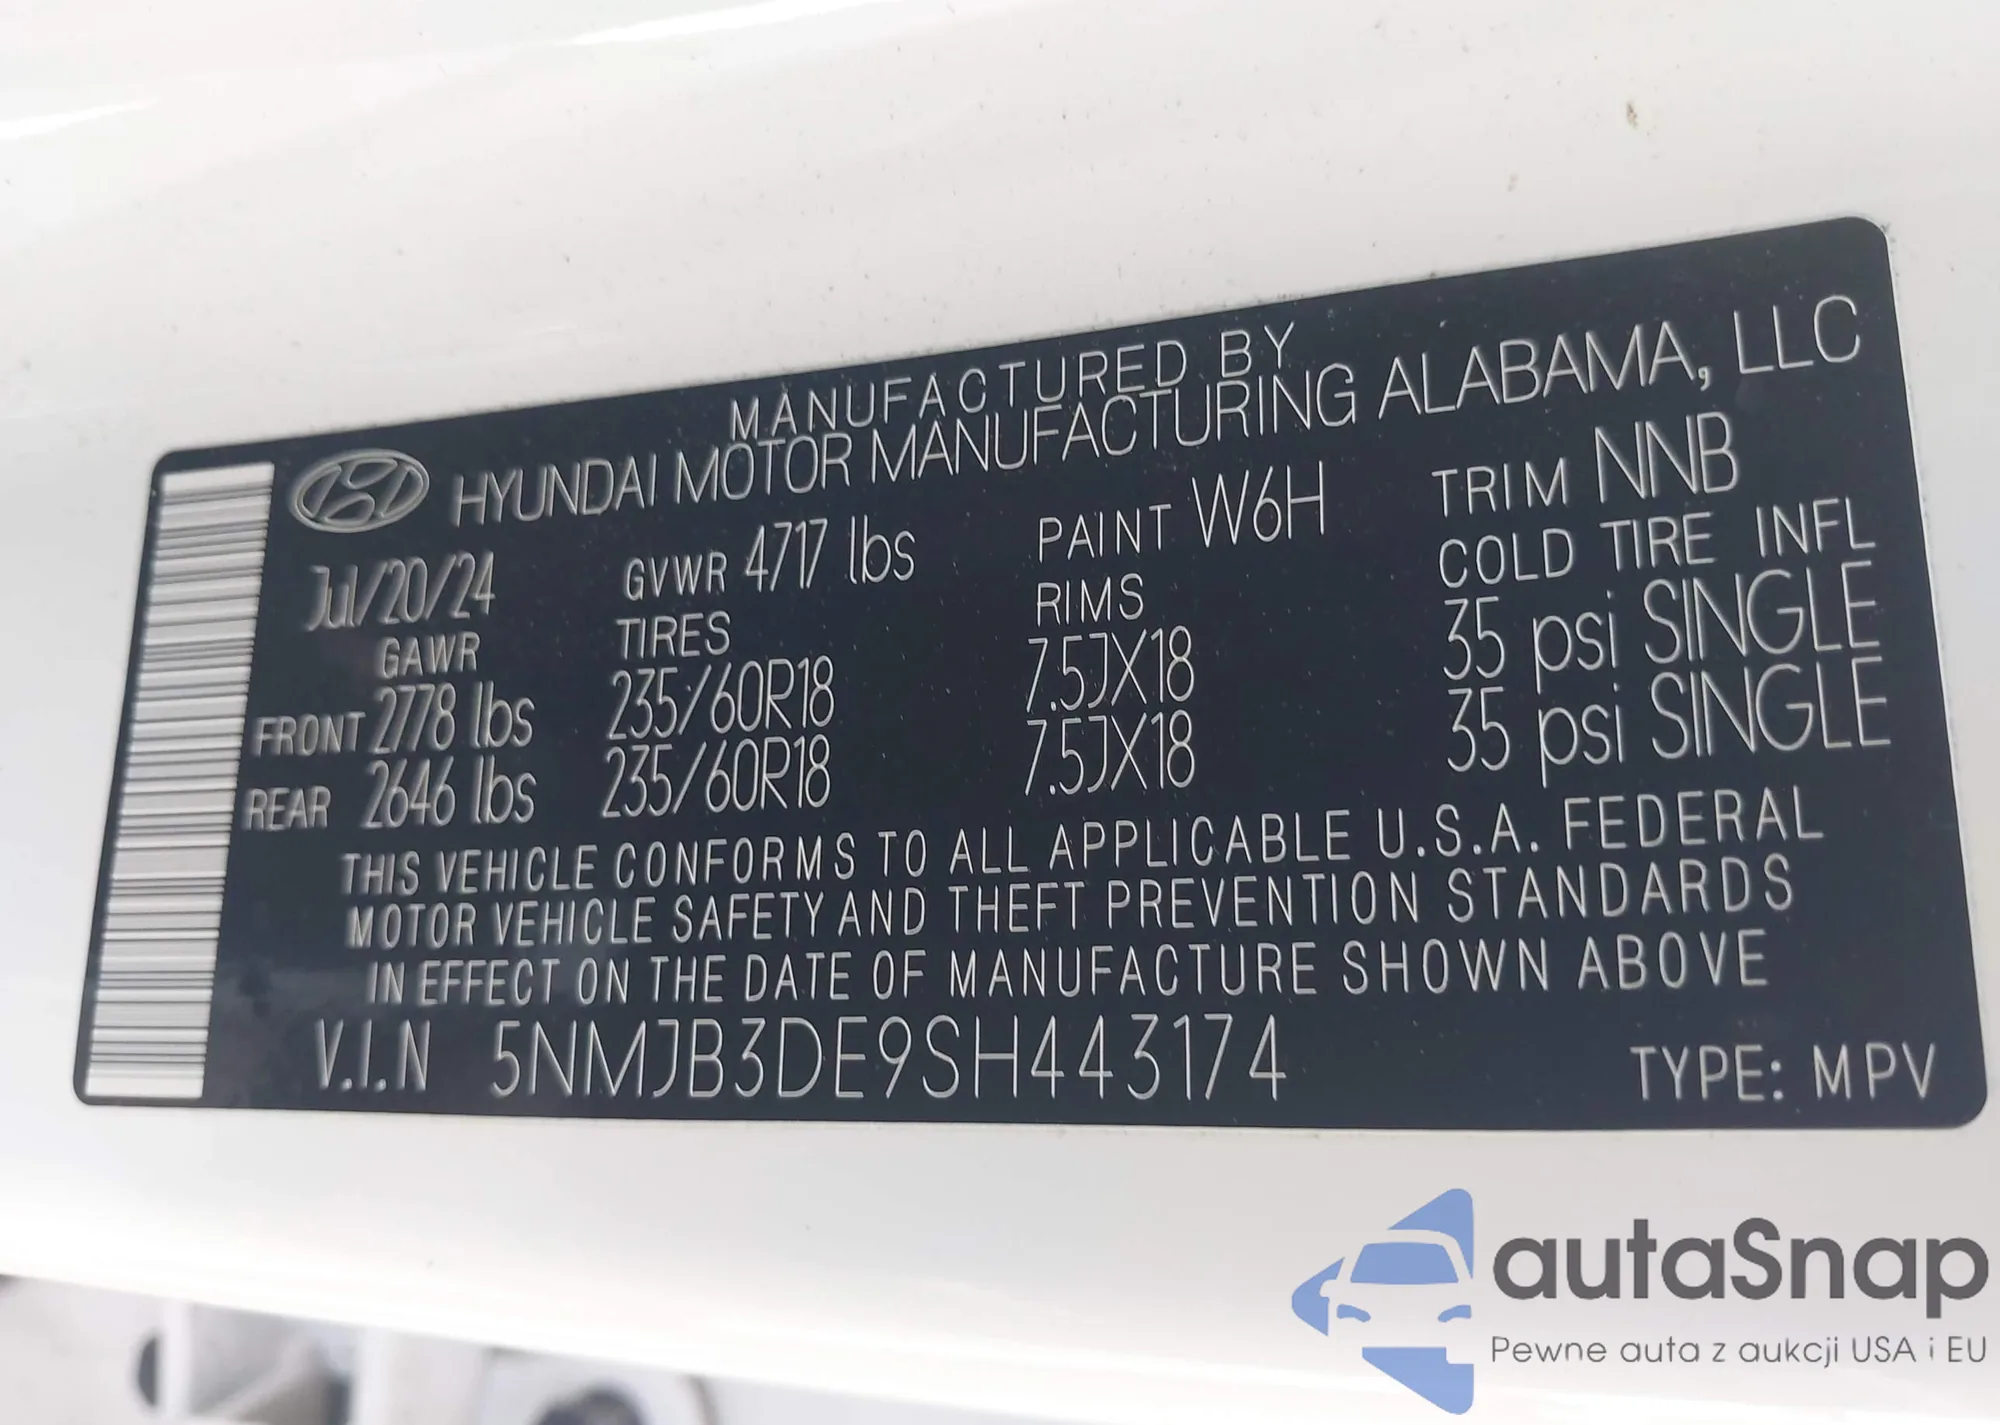 MANUFACTURED BY
HYUNDAI MOTOR MANUFACTURING ALABAMA, LLC
Jul/20/24 GVWR 4717 lbs PAINT W6H TRIM NNB
GAWR TIRES RIMS COLD TIRE INFL
FRONT 2778 lbs 235/60R18 7.5JX18 35 psi SINGLE
REAR 2646 lbs 235/60R18 7.5JX18 35 psi SINGLE
THIS VEHICLE CONFORMS TO ALL APPLICABLE U.S.A. FEDERAL
MOTOR VEHICLE SAFETY AND THEFT PREVENTION STANDARDS
IN EFFECT ON THE DATE OF MANUFACTURE SHOWN ABOVE
V.I.N 5NMJB3DE9SH443174 TYPE: MPV
autaSnap
Pewne auta z aukcji USA i EU